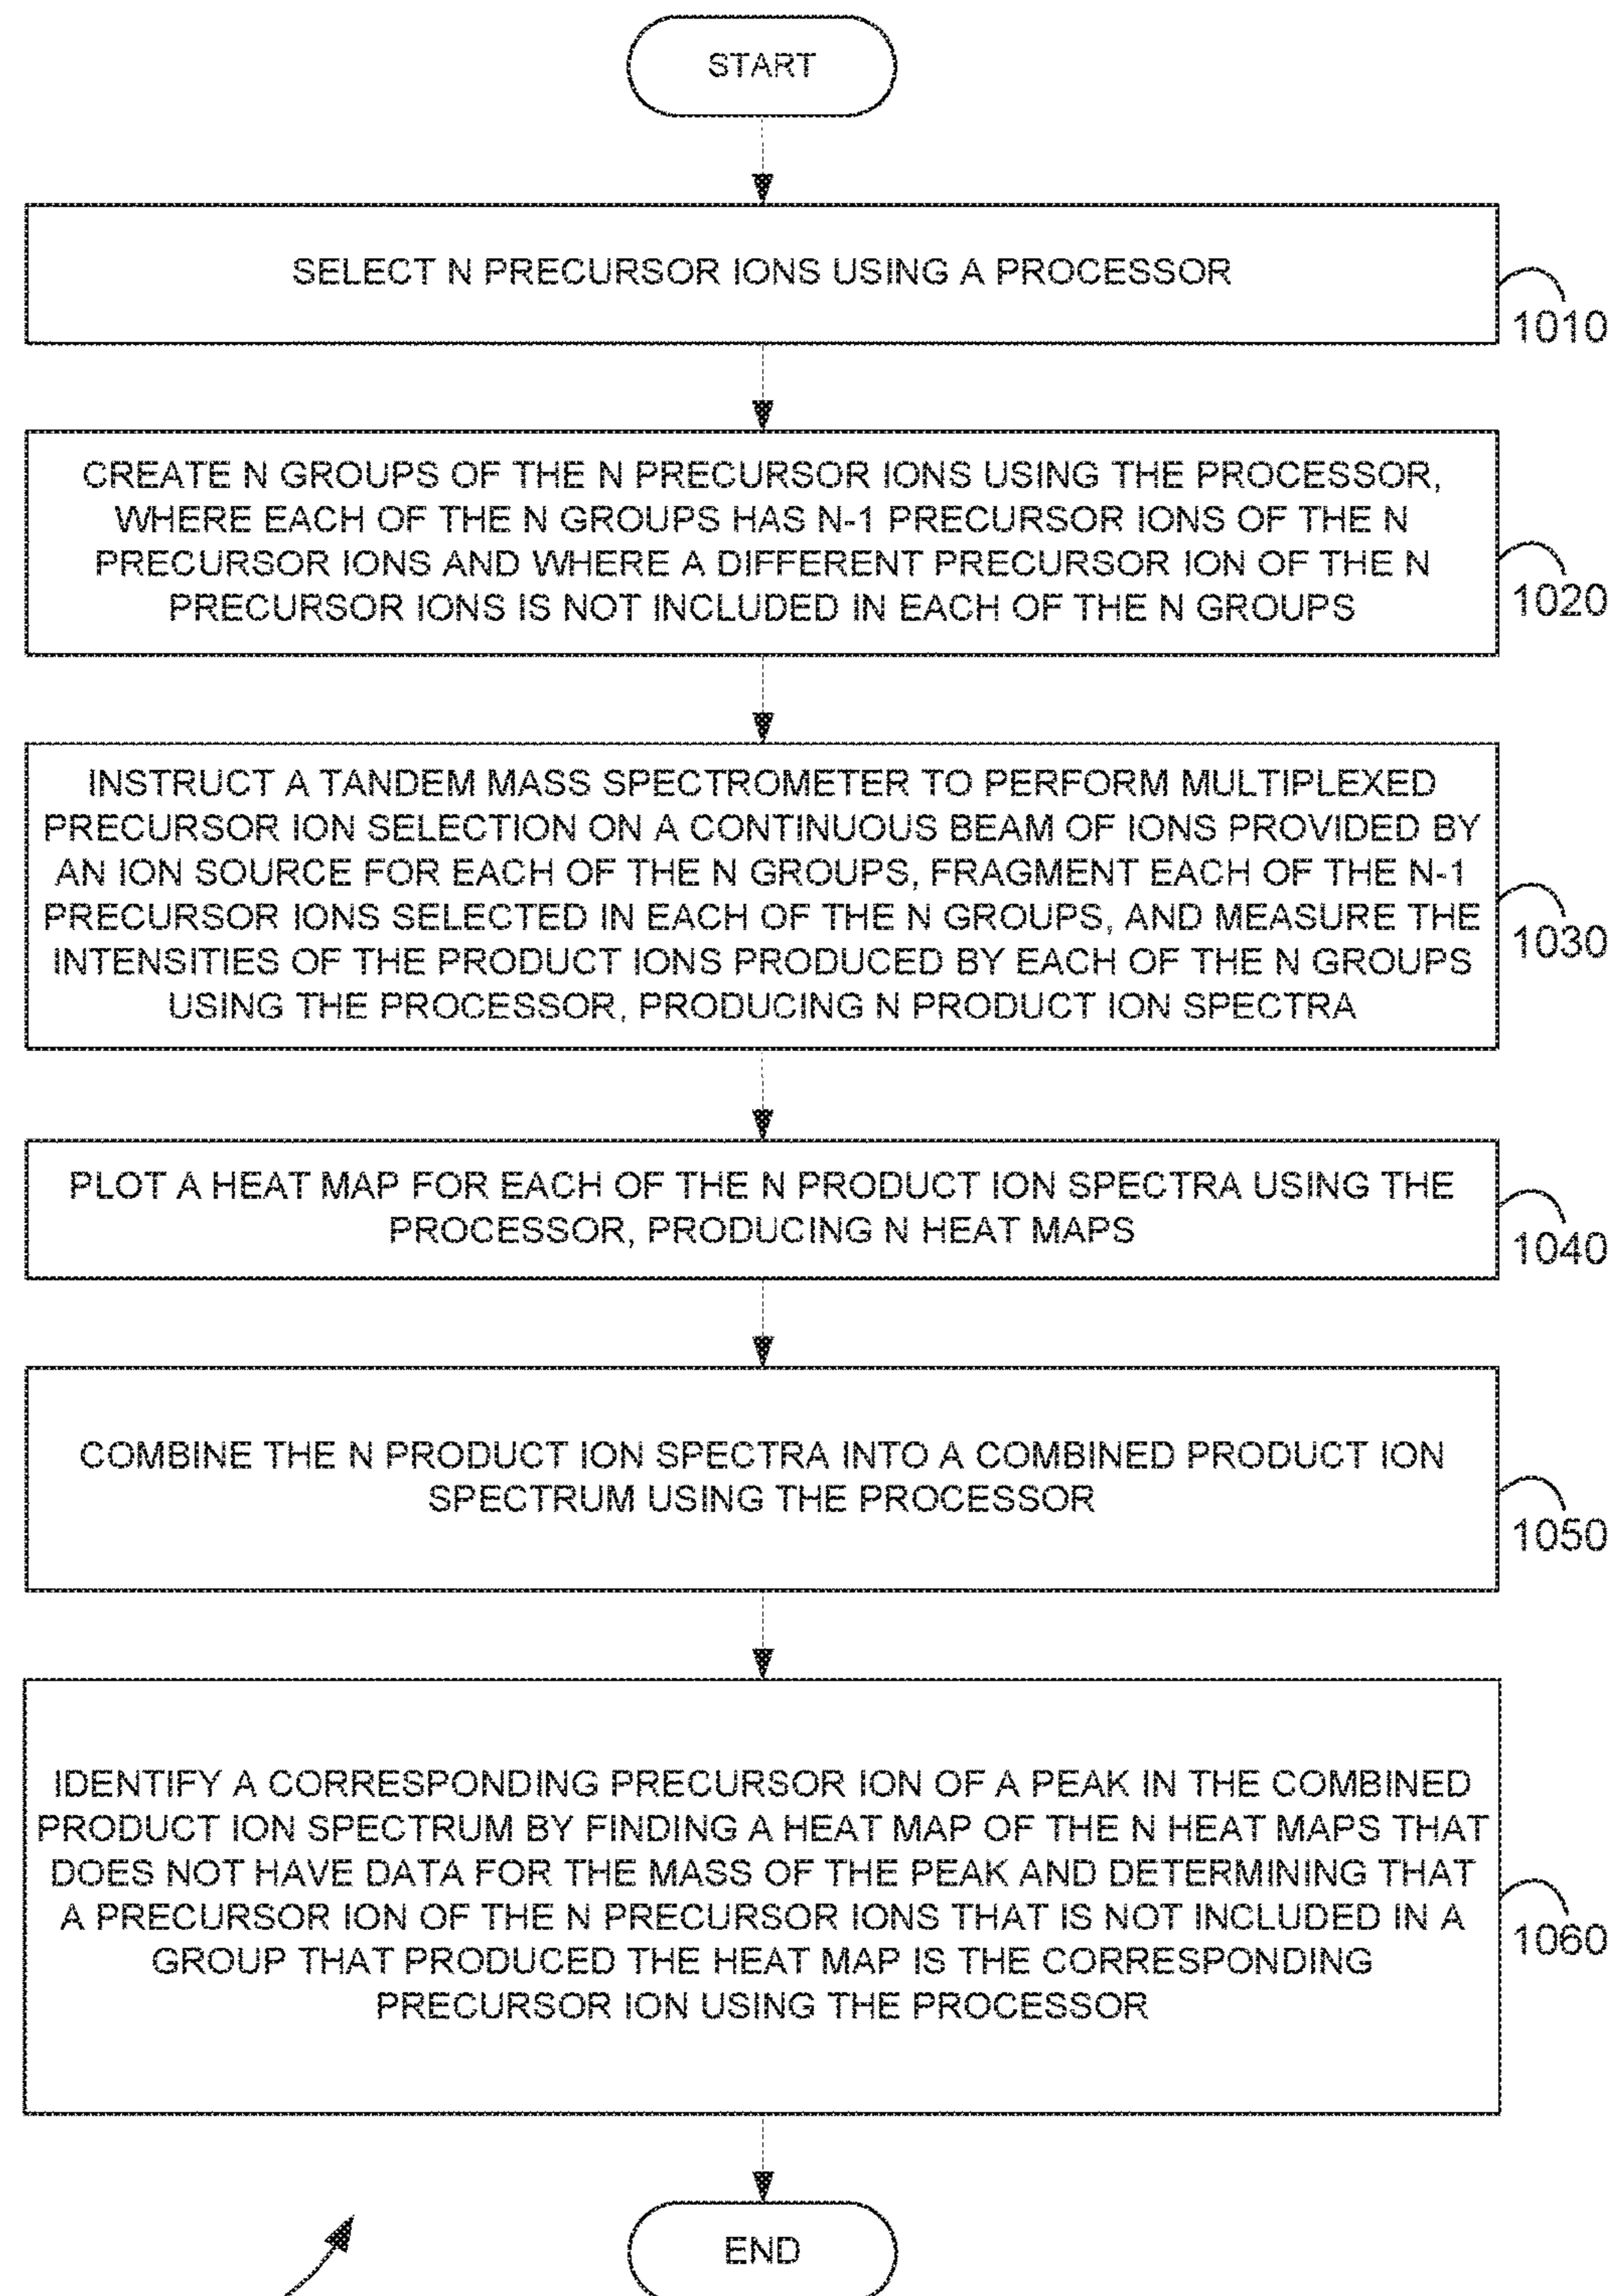 START
SELECT N PRECURSOR IONS USING A PROCESSOR
1010
CREATE N GROUPS OF THE N PRECURSOR IONS USING THE PROCESSOR,
WHERE EACH OF THE N GROUPS HAS N-1 PRECURSOR IONS OF THE N
PRECURSOR IONS AND WHERE A DIFFERENT PRECURSOR ION OF THE N
PRECURSOR IONS IS NOT INCLUDED IN EACH OF THE N GROUPS
1020
INSTRUCT A TANDEM MASS SPECTROMETER TO PERFORM MULTIPLEXED
PRECURSOR ION SELECTION ON A CONTINUOUS BEAM OF IONS PROVIDED BY
AN ION SOURCE FOR EACH OF THE N GROUPS, FRAGMENT EACH OF THE N-1
PRECURSOR IONS SELECTED IN EACH OF THE N GROUPS, AND MEASURE THE
INTENSITIES OF THE PRODUCT IONS PRODUCED BY EACH OF THE N GROUPS
USING THE PROCESSOR, PRODUCING N PRODUCT ION SPECTRA
1030
PLOT A HEAT MAP FOR EACH OF THE N PRODUCT ION SPECTRA USING THE
PROCESSOR, PRODUCING N HEAT MAPS
1040
COMBINE THE N PRODUCT ION SPECTRA INTO A COMBINED PRODUCT ION
SPECTRUM USING THE PROCESSOR
1050
IDENTIFY A CORRESPONDING PRECURSOR ION OF A PEAK IN THE COMBINED
PRODUCT ION SPECTRUM BY FINDING A HEAT MAP OF THE N HEAT MAPS THAT
DOES NOT HAVE DATA FOR THE MASS OF THE PEAK AND DETERMINING THAT
A PRECURSOR ION OF THE N PRECURSOR IONS THAT IS NOT INCLUDED IN A
GROUP THAT PRODUCED THE HEAT MAP IS THE CORRESPONDING
PRECURSOR ION USING THE PROCESSOR
1060
END